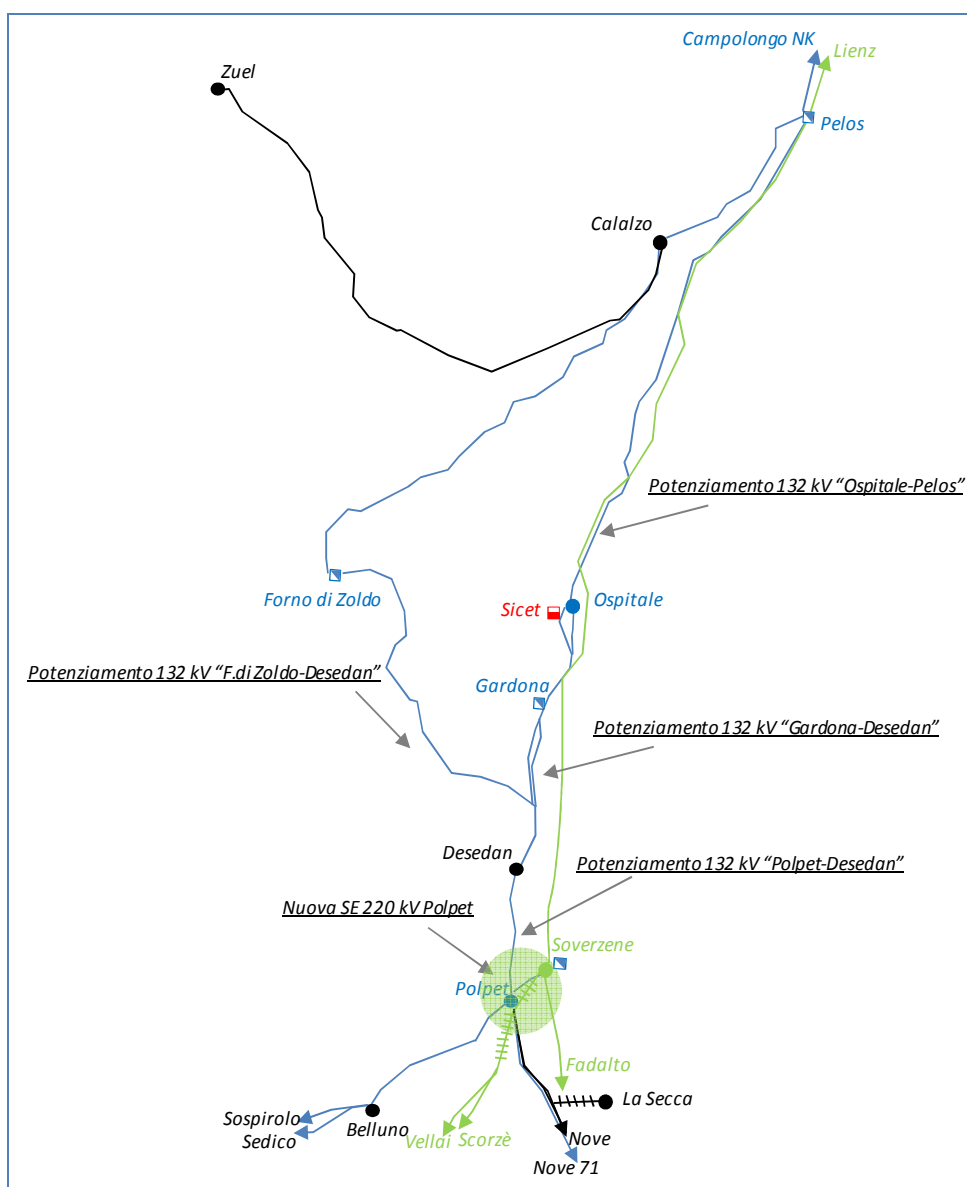 Campolongo NK
Lienz
Zuel
Pelos
Calalzo
Potenziamento 132 kV “Ospitale-Pelos”
Forno di Zoldo
Sicet
Ospitale
Potenziamento 132 kV “F.di Zoldo-Desedan”
Gardona
Potenziamento 132 kV “Gardona-Desedan”
Desedan
Potenziamento 132 kV “Polpet-Desedan”
Nuova SE 220 kV Polpet
Soverzene
Polpet
Fadalto
La Secca
Sospirolo
Sedico
Belluno
Vellai
Scorzè
Nove
Nove 71